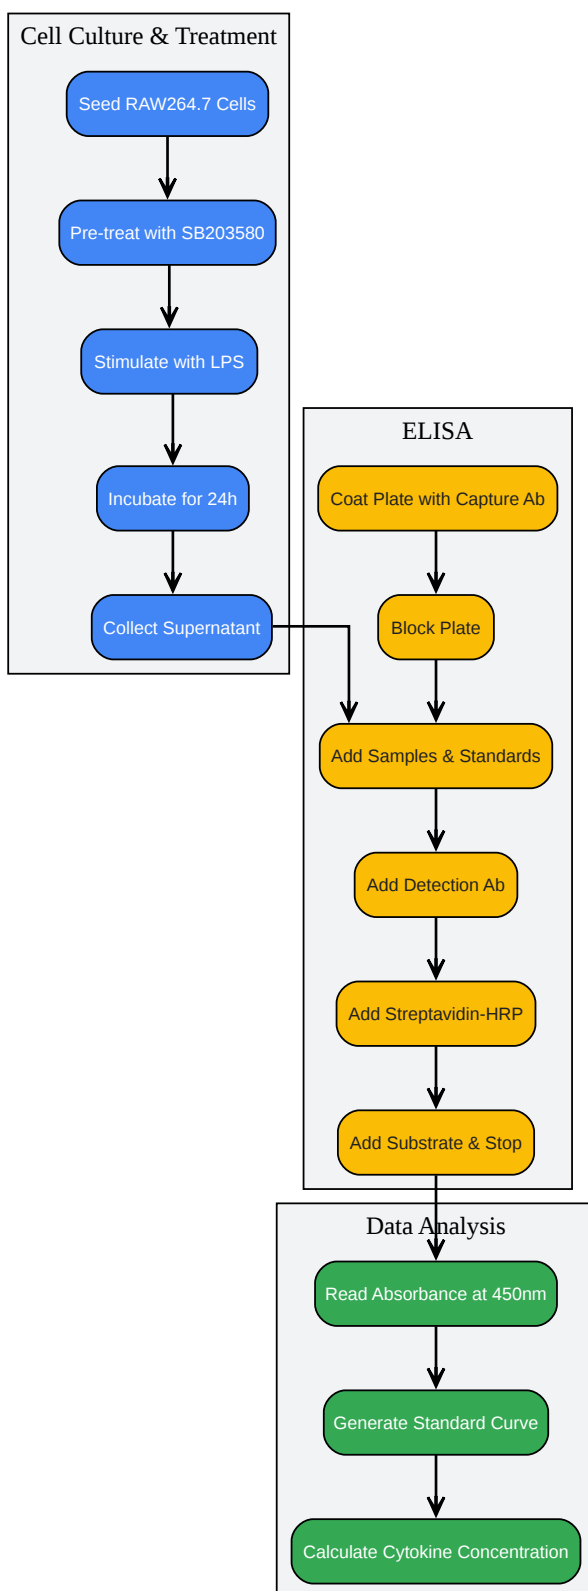 Cell Culture & Treatment
Seed RAW264.7 Cells
Pre-treat with SB203580
Stimulate with LPS
Incubate for 24h
Collect Supernatant
ELISA
Coat Plate with Capture Ab
Block Plate
Add Samples & Standards
Add Detection Ab
Add Streptavidin-HRP
Add Substrate & Stop
Data Analysis
Read Absorbance at 450nm
Generate Standard Curve
Calculate Cytokine Concentration